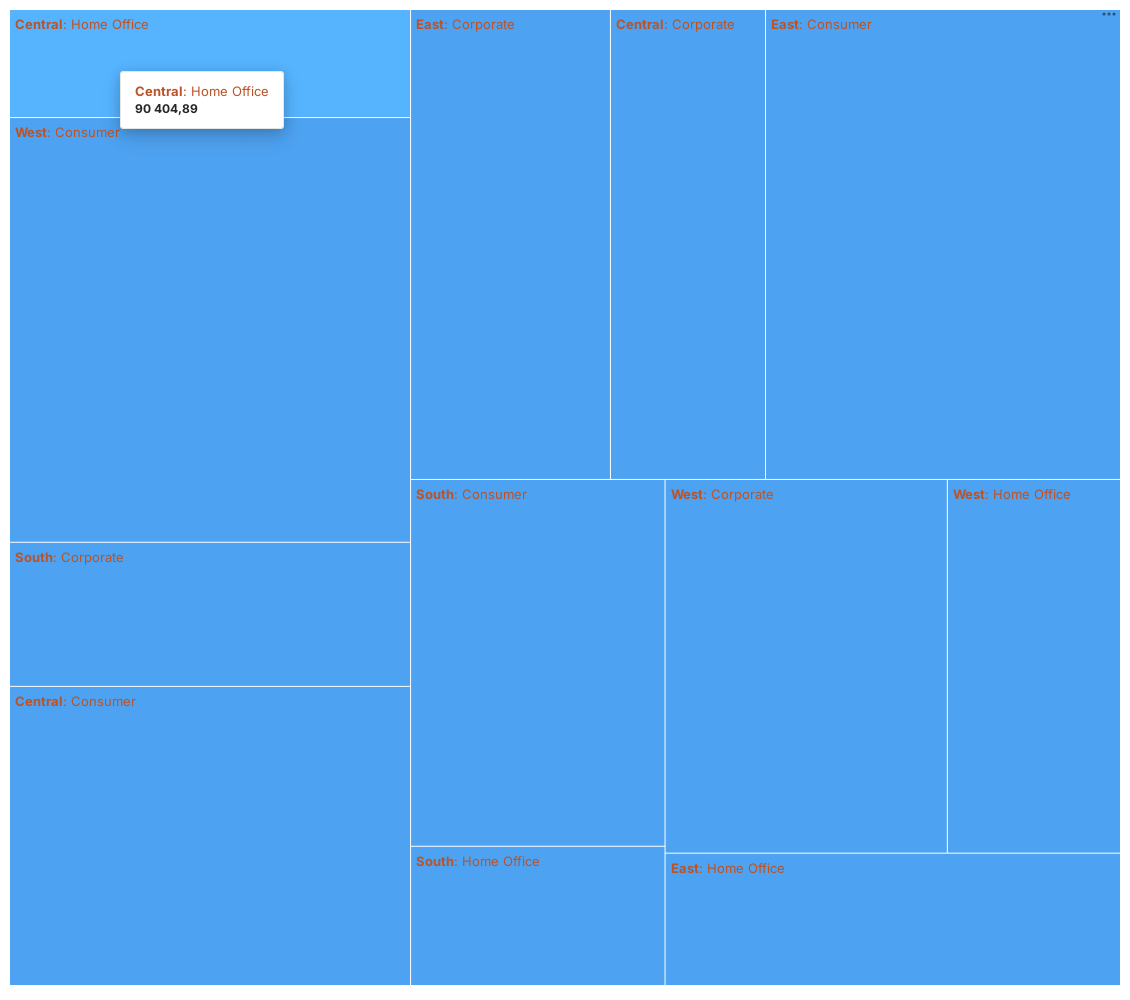 Central: Home Office
Central: Home Office
90 404,89
West: Consumer
South: Corporate
Central: Consumer
East: Corporate
Central: Corporate
East: Consumer
South: Consumer
West: Corporate
West: Home Office
South: Home Office
East: Home Office